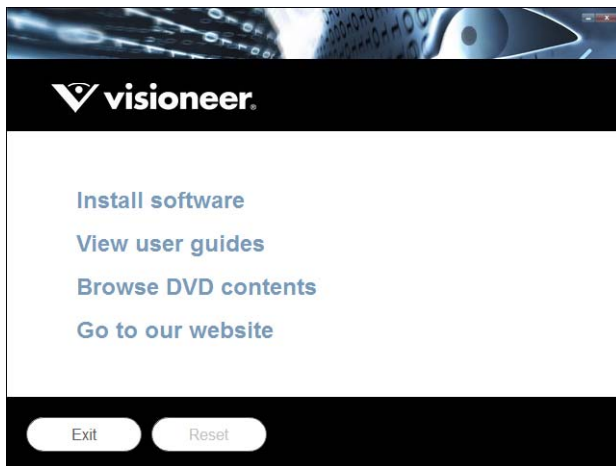 visioneer®
Install software
View user guides
Browse DVD contents
Go to our website
Exit Reset